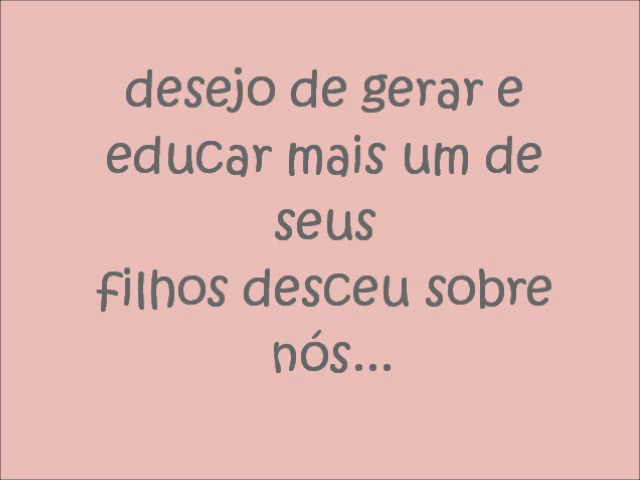 desejo de gerar e
educar mais um de
seus
filhos desceu sobre
nós...